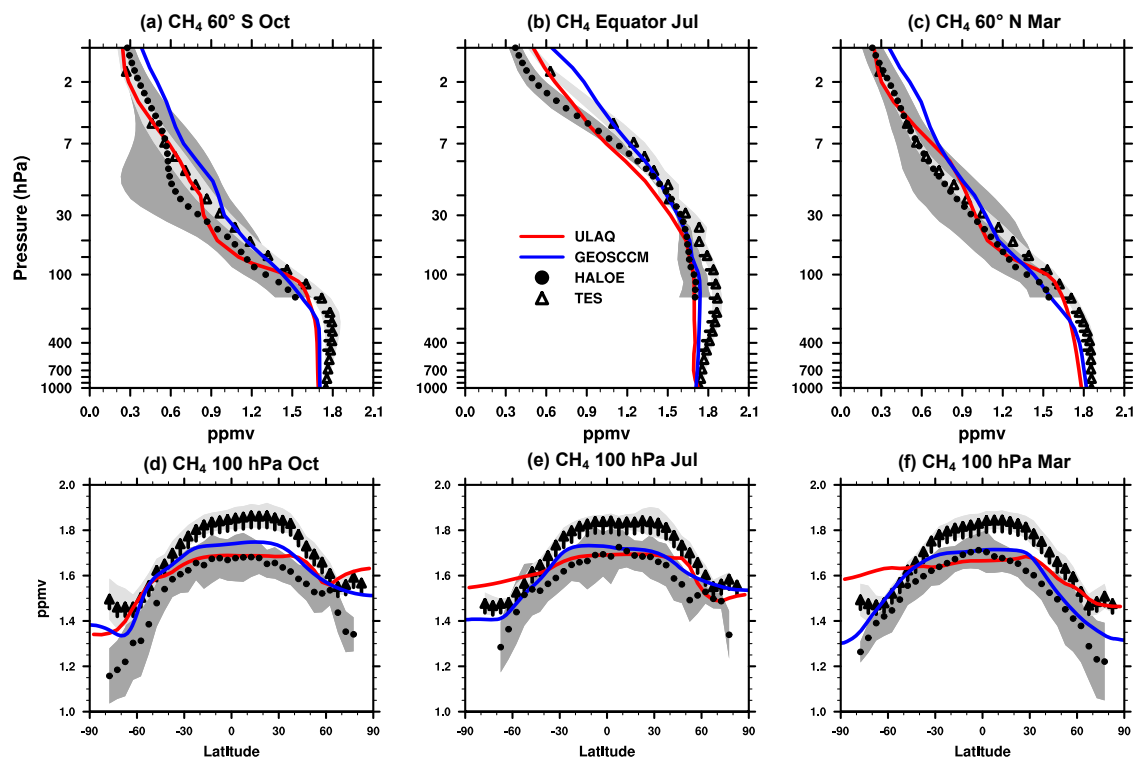 (a) CH₄ 60° S Oct
(b) CH₄ Equator Jul
(c) CH₄ 60° N Mar
Pressure (hPa)
2
7
30
100
400
700
1000
0.0 0.3 0.6 0.9 1.2 1.5 1.8 2.1
ppmv
2
7
30
100
400
700
1000
0.0 0.3 0.6 0.9 1.2 1.5 1.8 2.1
ppmv
ULAQ
GEOSCCM
HALOE
TES
2
7
30
100
400
700
1000
0.0 0.3 0.6 0.9 1.2 1.5 1.8 2.1
ppmv
(d) CH₄ 100 hPa Oct
(e) CH₄ 100 hPa Jul
(f) CH₄ 100 hPa Mar
ppmv
2.0
1.8
1.6
1.4
1.2
1.0
-90 -60 -30 0 30 60 90
Latitude
2.0
1.8
1.6
1.4
1.2
1.0
-90 -60 -30 0 30 60 90
Latitude
2.0
1.8
1.6
1.4
1.2
1.0
-90 -60 -30 0 30 60 90
Latitude